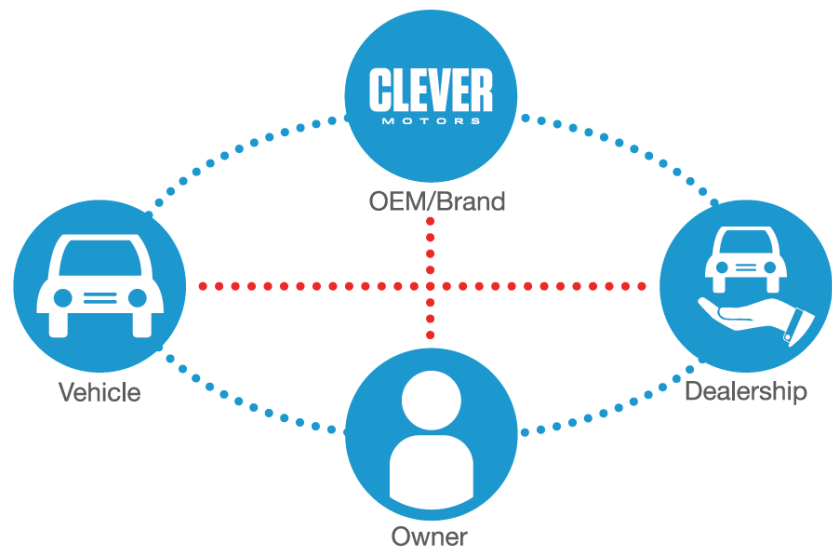 CLEVER
MOTORS
OEM/Brand
Vehicle
Dealership
Owner